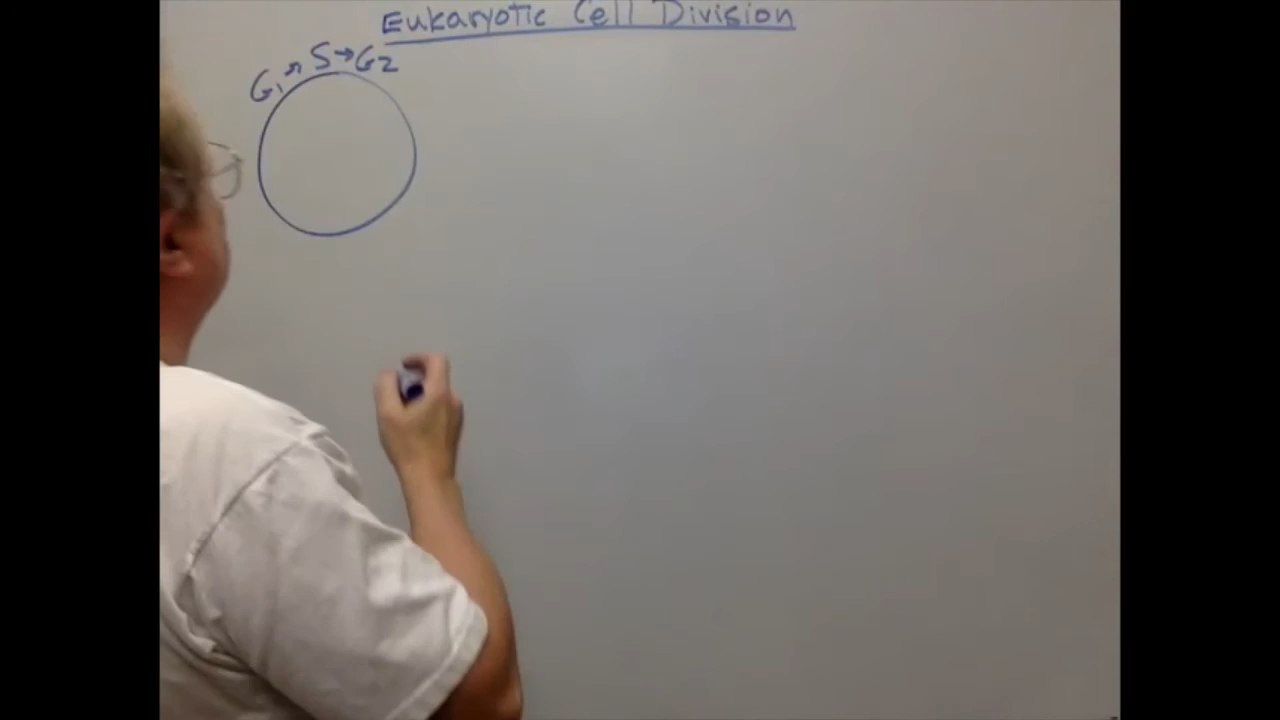 Eukaryotic Cell Division
G₁ → S → G2